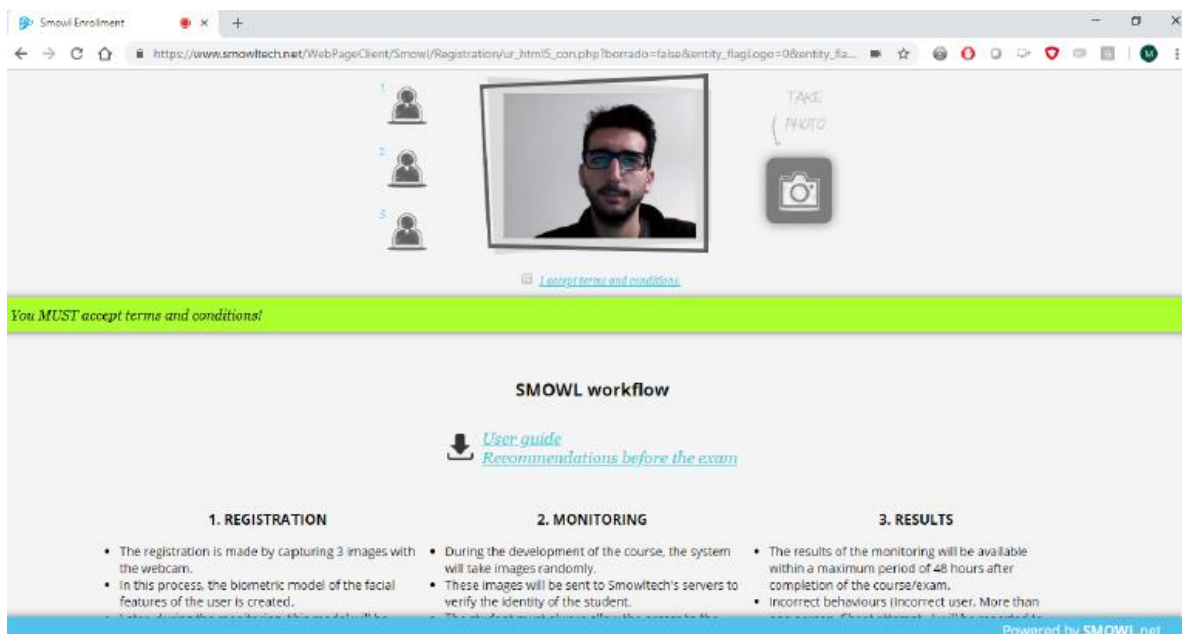 Smowl Enrollment
https://www.smowltech.net/WebPageClient/Smowl/Registration/ur_html5_con.php?borrado=false&entity_flagLogo=0&entity_fla...
M
1
TAKE
PHOTO
2
3
I accept terms and conditions.
You MUST accept terms and conditions!
SMOWL workflow
User guide
Recommendations before the exam
1. REGISTRATION
The registration is made by capturing 3 images with
the webcam.
In this process, the biometric model of the facial
features of the user is created.
2. MONITORING
During the development of the course, the system
will take images randomly.
These images will be sent to Smowltech's servers to
verify the identity of the student.
3. RESULTS
The results of the monitoring will be available
within a maximum period of 48 hours after
completion of the course/exam.
Incorrect behaviours (Incorrect user, More than
Powered by SMOWL.net